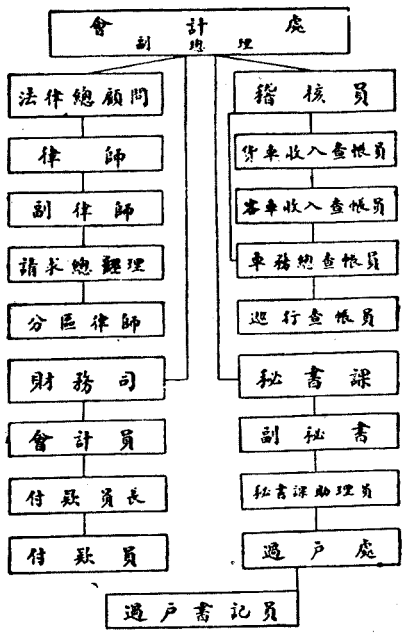 會計處
副總理
法律總顧問
律師
副律師
請求總經理
分區律師
財務司
會計員
付款員長
付款員
稽核員
貨車收入查帳員
客車收入查帳員
車務總查帳員
巡行查帳員
秘書課
副秘書
秘書課助理員
過戶處
過戶書記員